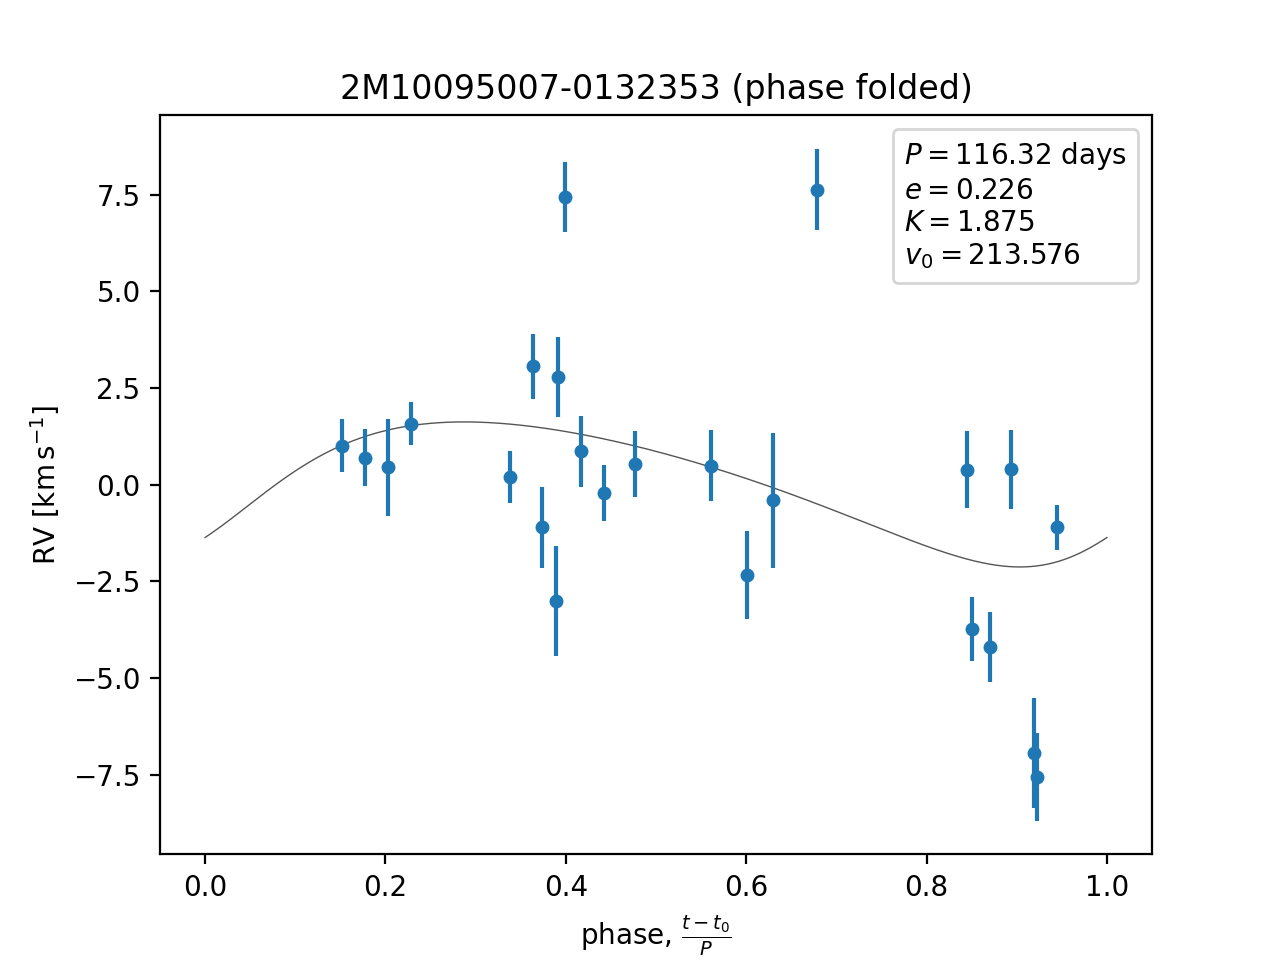 2M10095007-0132353 (phase folded)
P = 116.32 days
e = 0.226
K = 1.875
v₀ = 213.576
7.5
5.0
2.5
0.0
−2.5
−5.0
−7.5
RV [km s⁻¹]
0.0 0.2 0.4 0.6 0.8 1.0
phase, (t − t₀)/P